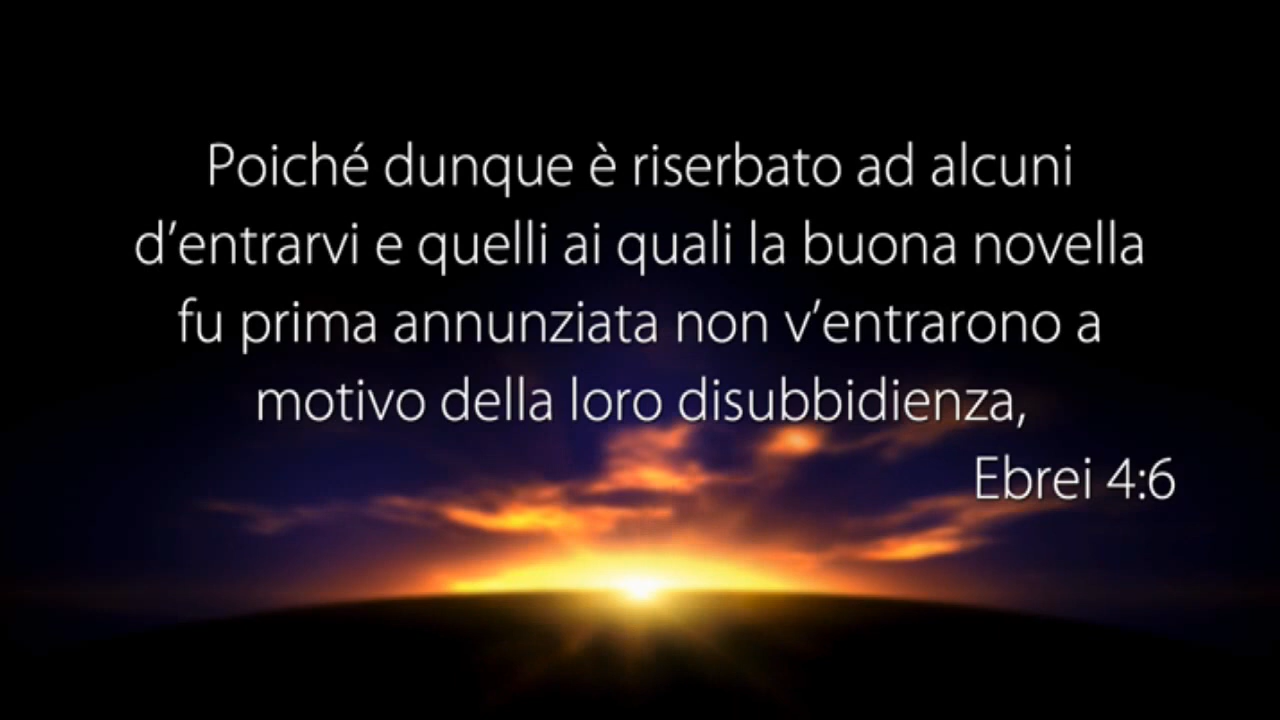 Poiché dunque è riserbato ad alcuni
d’entrarvi e quelli ai quali la buona novella
fu prima annunziata non v’entrarono a
motivo della loro disubbidienza,
Ebrei 4:6